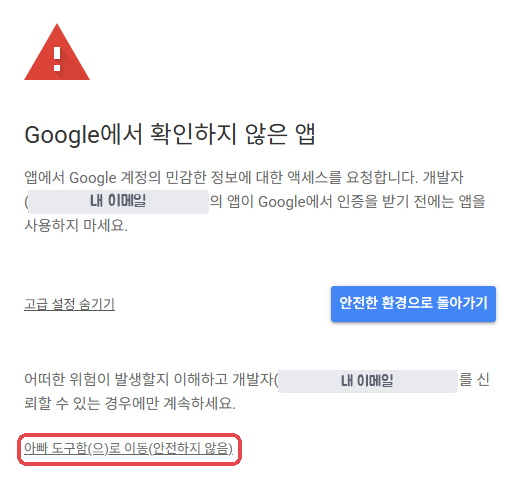 Google에서 확인하지 않은 앱
앱에서 Google 계정의 민감한 정보에 대한 액세스를 요청합니다. 개발자
( 내 이메일 의 앱이 Google에서 인증을 받기 전에는 앱을
사용하지 마세요.
고급 설정 숨기기
안전한 환경으로 돌아가기
어떠한 위험이 발생할지 이해하고 개발자( 내 이메일 를 신
뢰할 수 있는 경우에만 계속하세요.
아빠 도구함(으)로 이동(안전하지 않음)